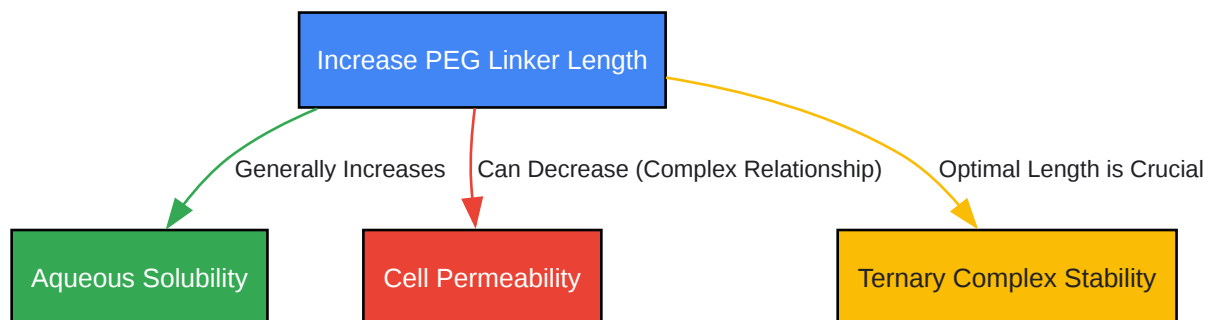 Increase PEG Linker Length
Generally Increases
Can Decrease (Complex Relationship)
Optimal Length is Crucial
Aqueous Solubility
Cell Permeability
Ternary Complex Stability